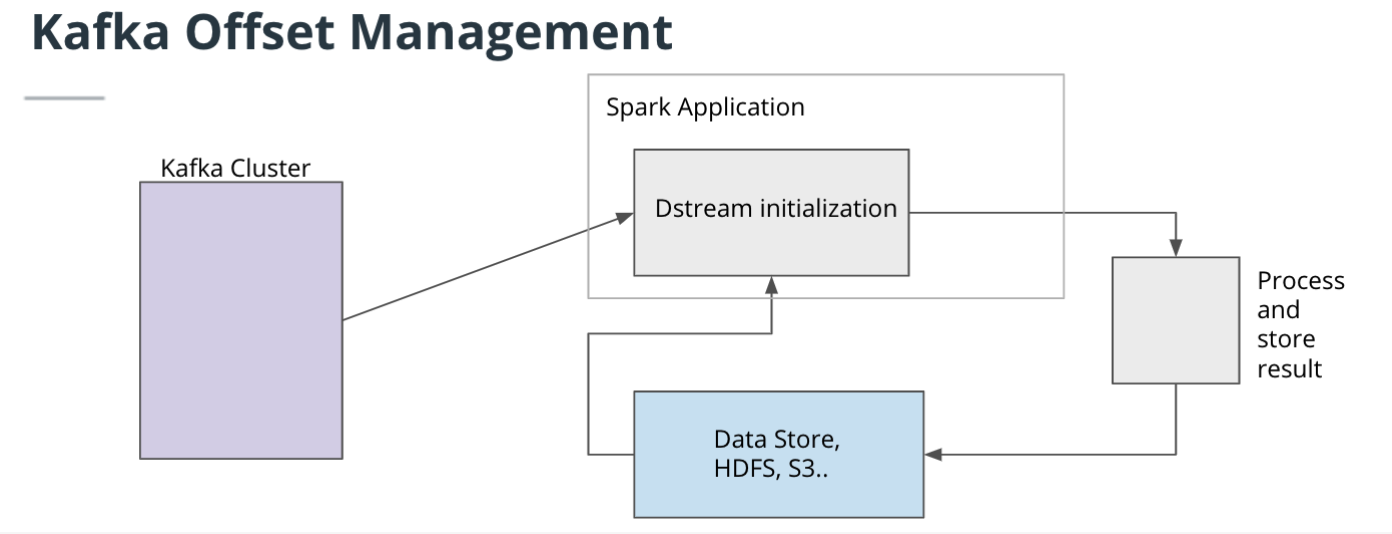 Kafka Offset Management
Spark Application
Kafka Cluster
Dstream initialization
Process
and
store
result
Data Store,
HDFS, S3..